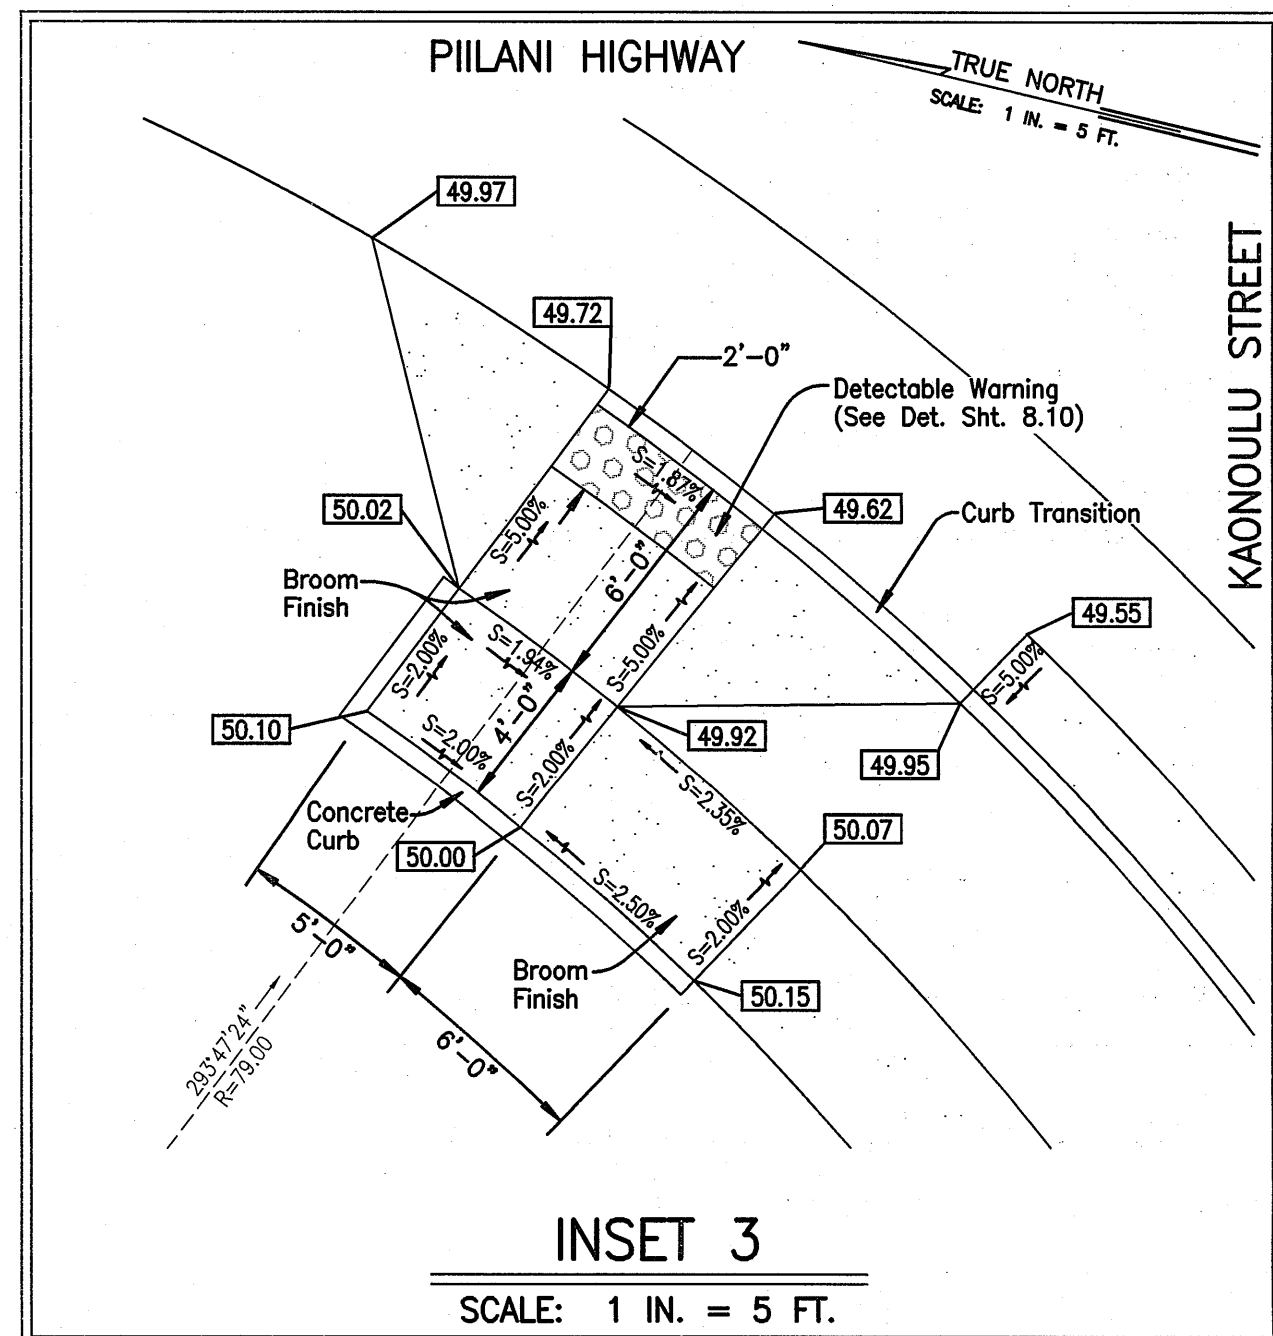 PIILANI HIGHWAY
TRUE NORTH
SCALE: 1 IN. = 5 FT.
KAONOULU STREET
49.97
49.72
2'-0"
Detectable Warning
(See Det. Sht. 8.10)
S=1.87%
50.02
49.62
Curb Transition
S=5.00%
6'-0"
Broom
Finish
49.55
S=1.94%
S=2.00%
S=5.00%
S=5.00%
50.10
S=2.00%
4'-0"
49.92
49.95
S=2.00%
S=2.35%
Concrete
Curb
50.07
50.00
S=2.50%
S=2.00%
5'-0"
Broom
Finish
50.15
293°47'24"
R=79.00
6'-0"
INSET 3
SCALE: 1 IN. = 5 FT.